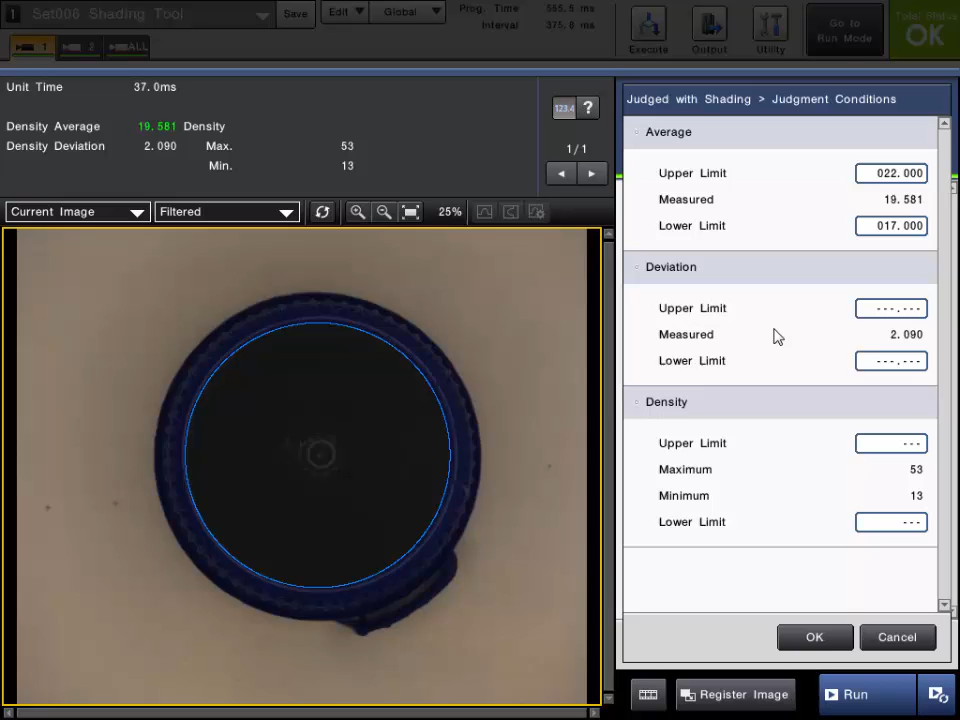 1 Set006 Shading Tool Save Edit Global Prog. Time 565.5 ms
Interval 375.0 ms
Execute Output Utility Go to Run Mode Total Status OK
1 2 ALL
Unit Time 37.0ms
Density Average 19.581 Density
Density Deviation 2.090 Max. 53
Min. 13
123.4 ?
1/1
Current Image Filtered 25%
Judged with Shading > Judgment Conditions
Average
Upper Limit 022.000
Measured 19.581
Lower Limit 017.000
Deviation
Upper Limit ---.---
Measured 2.090
Lower Limit ---.---
Density
Upper Limit ---
Maximum 53
Minimum 13
Lower Limit ---
OK Cancel
Register Image Run